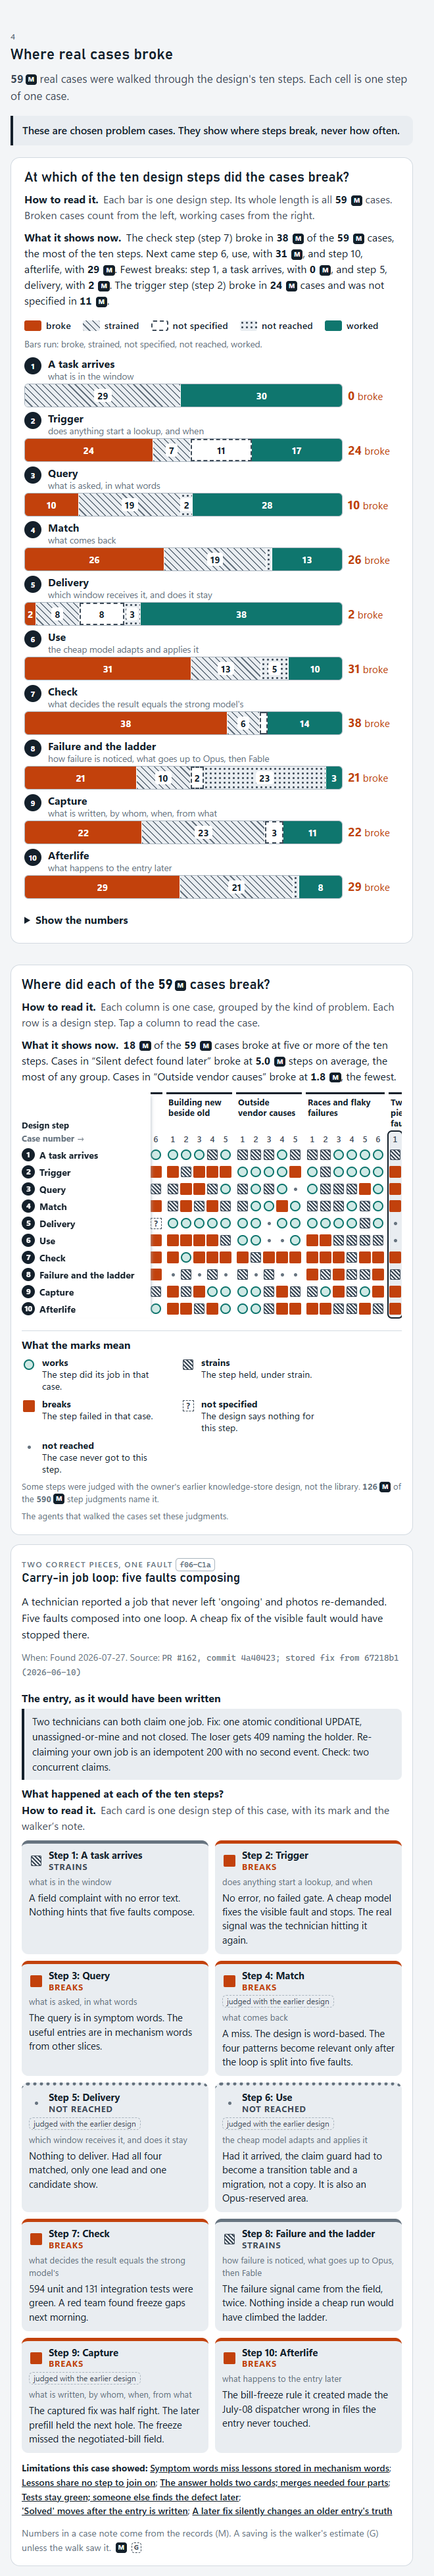 4
Where real cases broke
59 M real cases were walked through the design's ten steps. Each cell is one step
of one case.
These are chosen problem cases. They show where steps break, never how often.
At which of the ten design steps did the cases break?
How to read it. Each bar is one design step. Its whole length is all 59 M cases.
Broken cases count from the left, working cases from the right.
What it shows now. The check step (step 7) broke in 38 M of the 59 M cases,
the most of the ten steps. Next came step 6, use, with 31 M, and step 10,
afterlife, with 29 M. Fewest breaks: step 1, a task arrives, with 0 M, and step 5,
delivery, with 2 M. The trigger step (step 2) broke in 24 M cases and was not
specified in 11 M.
broke strained not specified not reached worked
Bars run: broke, strained, not specified, not reached, worked.
1 A task arrives
what is in the window
29 30 0 broke
2 Trigger
does anything start a lookup, and when
24 7 11 17 24 broke
3 Query
what is asked, in what words
10 19 2 28 10 broke
4 Match
what comes back
26 19 13 26 broke
5 Delivery
which window receives it, and does it stay
2 8 8 3 38 2 broke
6 Use
the cheap model adapts and applies it
31 13 5 10 31 broke
7 Check
what decides the result equals the strong model's
38 6 14 38 broke
8 Failure and the ladder
how failure is noticed, what goes up to Opus, then Fable
21 10 2 23 3 21 broke
9 Capture
what is written, by whom, when, from what
22 23 3 11 22 broke
10 Afterlife
what happens to the entry later
29 21 8 29 broke
▶ Show the numbers
Where did each of the 59 M cases break?
How to read it. Each column is one case, grouped by the kind of problem. Each
row is a design step. Tap a column to read the case.
What it shows now. 18 M of the 59 M cases broke at five or more of the ten
steps. Cases in "Silent defect found later" broke at 5.0 M steps on average, the
most of any group. Cases in "Outside vendor causes" broke at 1.8 M, the fewest.
Building new beside old Outside vendor causes Races and flaky failures Tw pie fau
Design step
Case number → 6 1 2 3 4 5 1 2 3 4 5 1 2 3 4 5 6 1
1 A task arrives
2 Trigger
3 Query
4 Match
5 Delivery ?
6 Use
7 Check
8 Failure and the ladder
9 Capture
10 Afterlife
What the marks mean
works
The step did its job in that
case.
strains
The step held, under strain.
breaks
The step failed in that case.
? not specified
The design says nothing for
this step.
not reached
The case never got to this
step.
Some steps were judged with the owner's earlier knowledge-store design, not the library. 126 M of
the 590 M step judgments name it.
The agents that walked the cases set these judgments.
TWO CORRECT PIECES, ONE FAULT f06-C1a
Carry-in job loop: five faults composing
A technician reported a job that never left 'ongoing' and photos re-demanded.
Five faults composed into one loop. A cheap fix of the visible fault would have
stopped there.
When: Found 2026-07-27. Source: PR #162, commit 4a40423; stored fix from 67218b1
(2026-06-10)
The entry, as it would have been written
Two technicians can both claim one job. Fix: one atomic conditional UPDATE,
unassigned-or-mine and not closed. The loser gets 409 naming the holder. Re-
claiming your own job is an idempotent 200 with no second event. Check: two
concurrent claims.
What happened at each of the ten steps?
How to read it. Each card is one design step of this case, with its mark and the
walker's note.
Step 1: A task arrives
STRAINS
what is in the window
A field complaint with no error text.
Nothing hints that five faults compose.
Step 2: Trigger
BREAKS
does anything start a lookup, and when
No error, no failed gate. A cheap model
fixes the visible fault and stops. The real
signal was the technician hitting it
again.
Step 3: Query
BREAKS
what is asked, in what words
The query is in symptom words. The
useful entries are in mechanism words
from other slices.
Step 4: Match
BREAKS
judged with the earlier design
what comes back
A miss. The design is word-based. The
four patterns become relevant only after
the loop is split into five faults.
Step 5: Delivery
NOT REACHED
judged with the earlier design
which window receives it, and does it stay
Nothing to deliver. Had all four
matched, only one lead and one
candidate show.
Step 6: Use
NOT REACHED
judged with the earlier design
the cheap model adapts and applies it
Had it arrived, the claim guard had to
become a transition table and a
migration, not a copy. It is also an
Opus-reserved area.
Step 7: Check
BREAKS
what decides the result equals the strong
model's
594 unit and 131 integration tests were
green. A red team found freeze gaps
next morning.
Step 8: Failure and the ladder
STRAINS
how failure is noticed, what goes up to Opus,
then Fable
The failure signal came from the field,
twice. Nothing inside a cheap run would
have climbed the ladder.
Step 9: Capture
BREAKS
judged with the earlier design
what is written, by whom, when, from what
The captured fix was half right. The later
prefill held the next hole. The freeze
missed the negotiated-bill field.
Step 10: Afterlife
BREAKS
what happens to the entry later
The bill-freeze rule it created made the
July-08 dispatcher wrong in files the
entry never touched.
Limitations this case showed: Symptom words miss lessons stored in mechanism words;
Lessons share no step to join on; The answer holds two cards; merges needed four parts;
Tests stay green; someone else finds the defect later;
'Solved' moves after the entry is written; A later fix silently changes an older entry's truth
Numbers in a case note come from the records (M). A saving is the walker's estimate (G)
unless the walk saw it. M G